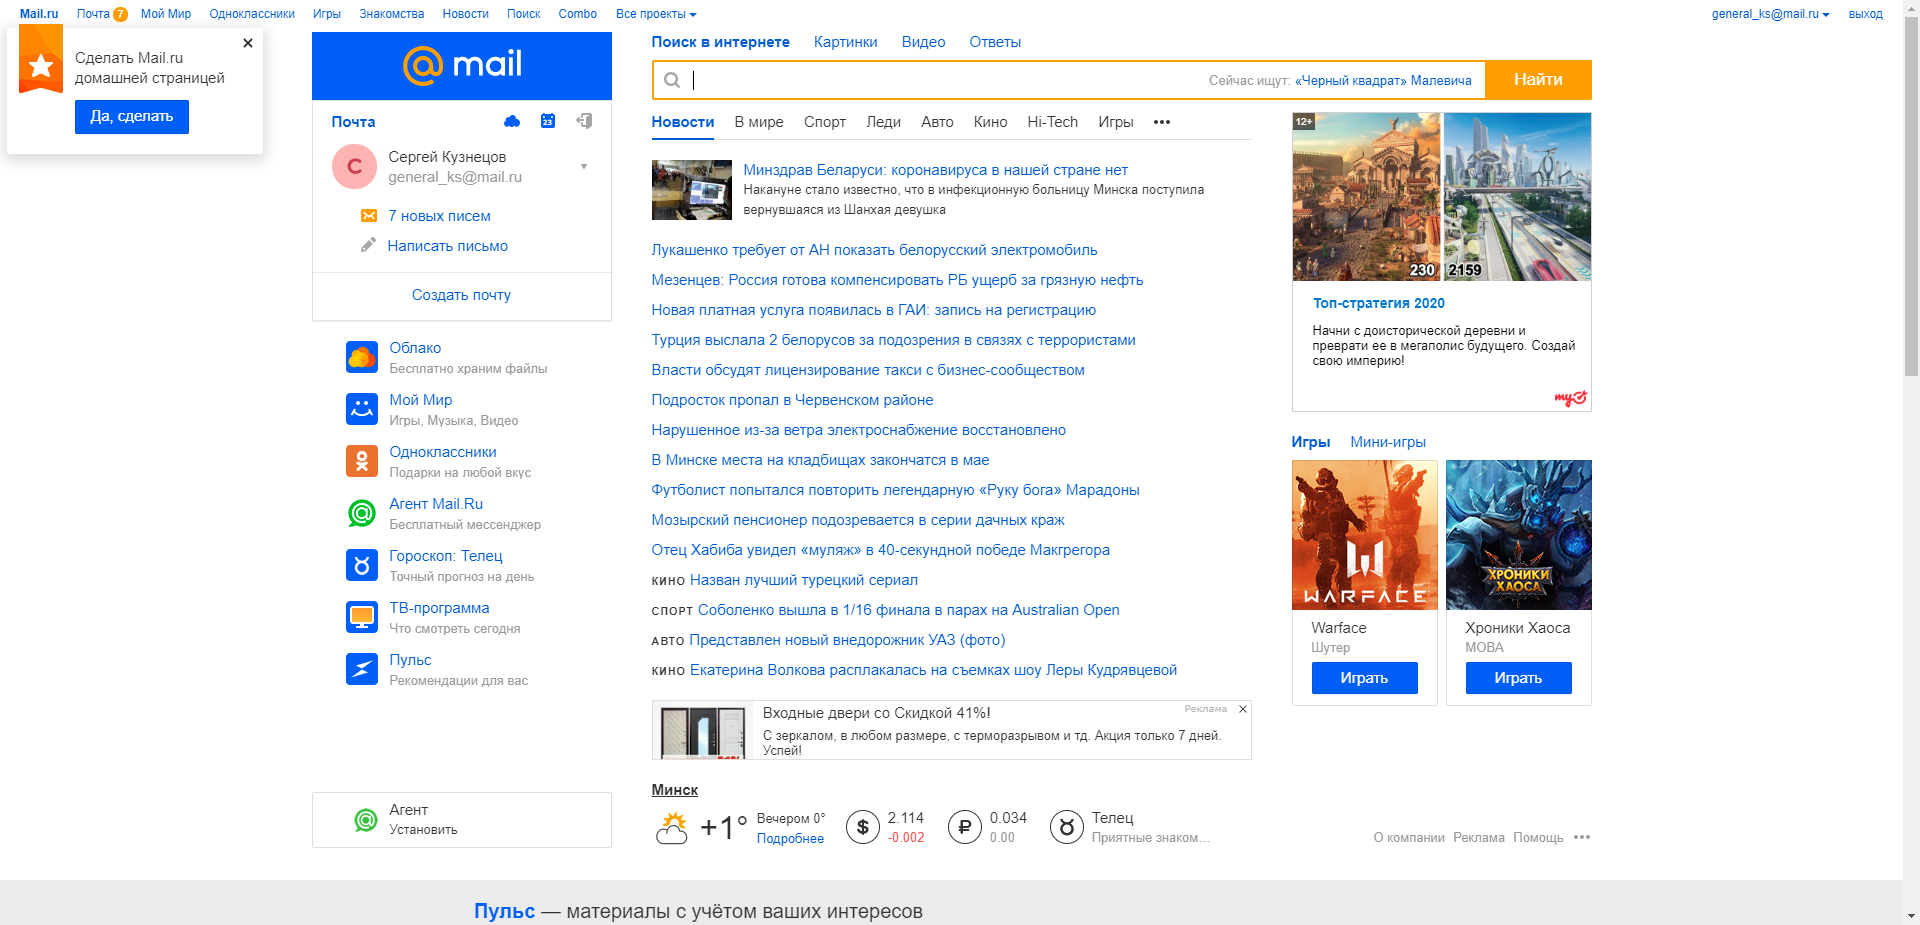 Mail.ru Почта 7 Мой Мир Одноклассники Игры Знакомства Новости Поиск Combo Все проекты general_ks@mail.ru выход
Сделать Mail.ru
домашней страницей
Да, сделать
@mail
Почта 23
С
Сергей Кузнецов
general_ks@mail.ru
7 новых писем
Написать письмо
Создать почту
Облако
Бесплатно храним файлы
Мой Мир
Игры, Музыка, Видео
Одноклассники
Подарки на любой вкус
Агент Mail.Ru
Бесплатный мессенджер
Гороскоп: Телец
Точный прогноз на день
ТВ-программа
Что смотреть сегодня
Пульс
Рекомендации для вас
Агент
Установить
Поиск в интернете Картинки Видео Ответы
Сейчас ищут: «Черный квадрат» Малевича Найти
Новости В мире Спорт Леди Авто Кино Hi-Tech Игры •••
Минздрав Беларуси: коронавируса в нашей стране нет
Накануне стало известно, что в инфекционную больницу Минска поступила
вернувшаяся из Шанхая девушка
Лукашенко требует от АН показать белорусский электромобиль
Мезенцев: Россия готова компенсировать РБ ущерб за грязную нефть
Новая платная услуга появилась в ГАИ: запись на регистрацию
Турция выслала 2 белорусов за подозрения в связях с террористами
Власти обсудят лицензирование такси с бизнес-сообществом
Подросток пропал в Червенском районе
Нарушенное из-за ветра электроснабжение восстановлено
В Минске места на кладбищах закончатся в мае
Футболист попытался повторить легендарную «Руку бога» Марадоны
Мозырский пенсионер подозревается в серии дачных краж
Отец Хабиба увидел «муляж» в 40-секундной победе Макгрегора
КИНО Назван лучший турецкий сериал
СПОРТ Соболенко вышла в 1/16 финала в парах на Australian Open
АВТО Представлен новый внедорожник УАЗ (фото)
КИНО Екатерина Волкова расплакалась на съемках шоу Леры Кудрявцевой
Входные двери со Скидкой 41%! Реклама
С зеркалом, в любом размере, с терморазрывом и тд. Акция только 7 дней.
Успей!
Минск
+1° Вечером 0° $ 2.114 ₽ 0.034 Телец
Подробнее -0.002 0.00 Приятные знаком...
12+
230 2159
Топ-стратегия 2020
Начни с доисторической деревни и
преврати ее в мегаполис будущего. Создай
свою империю!
my
Игры Мини-игры
WARFACE
Warface
Шутер
Играть
ХРОНИКИ
ХАОСА
Хроники Хаоса
MOBA
Играть
О компании Реклама Помощь •••
Пульс — материалы с учётом ваших интересов